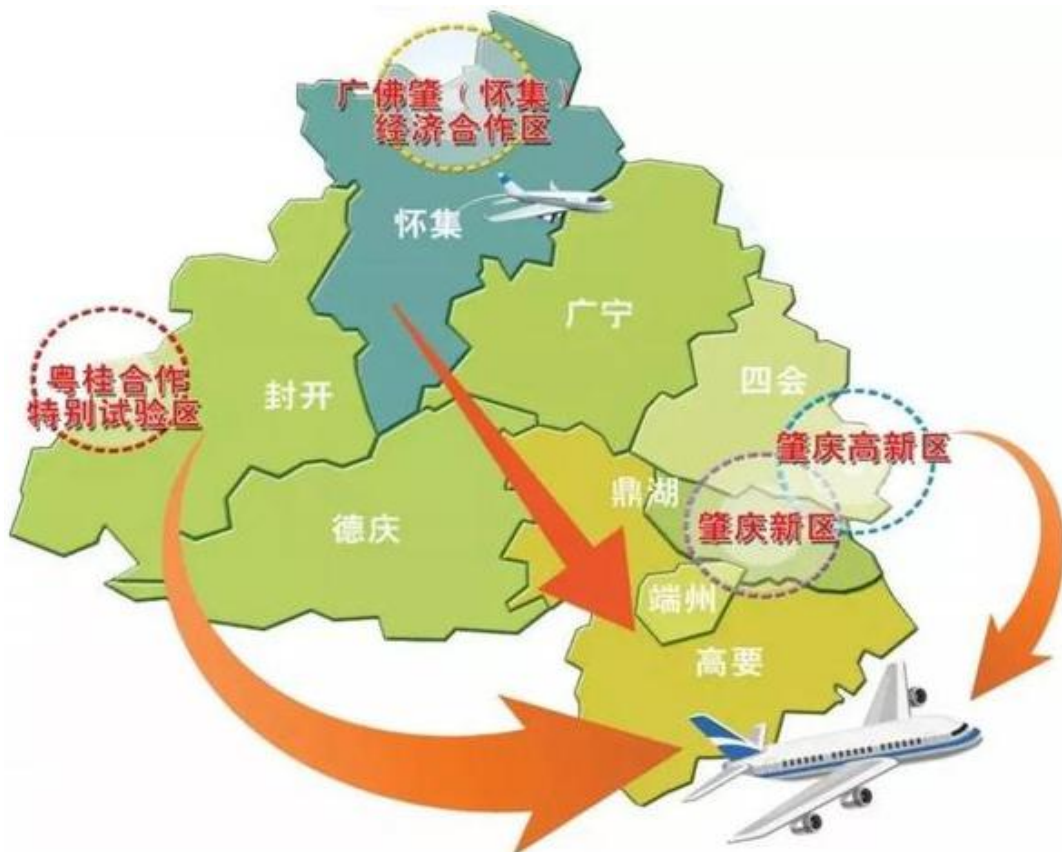 广佛肇（怀集）
经济合作区
怀集
广宁
粤桂合作
特别试验区
封开
四会
肇庆高新区
鼎湖
肇庆新区
德庆
端州
高要